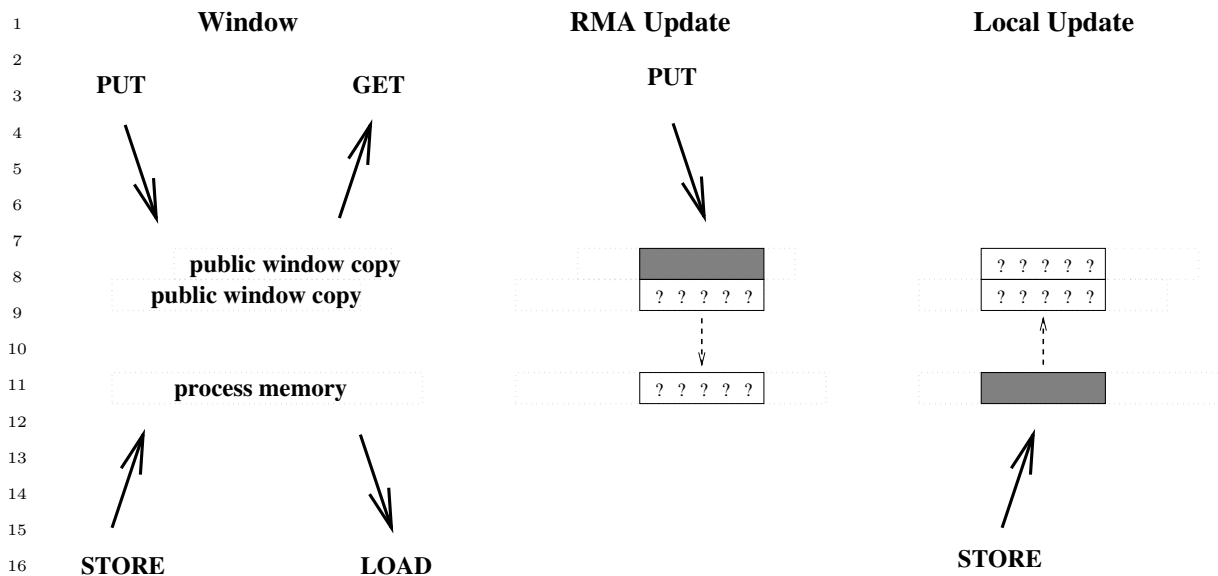 1 Window RMA Update Local Update
2
PUT GET PUT
3
4
5
6
7
public window copy ? ? ? ? ?
8
public window copy ? ? ? ? ? ? ? ? ? ?
9
10
11 process memory ? ? ? ? ?
12
13
14
15
16 STORE LOAD STORE